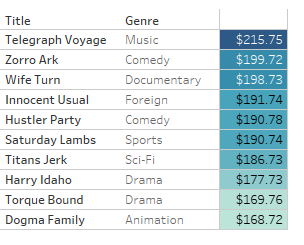 Title Genre
Telegraph Voyage Music $215.75
Zorro Ark Comedy $199.72
Wife Turn Documentary $198.73
Innocent Usual Foreign $191.74
Hustler Party Comedy $190.78
Saturday Lambs Sports $190.74
Titans Jerk Sci-Fi $186.73
Harry Idaho Drama $177.73
Torque Bound Drama $169.76
Dogma Family Animation $168.72